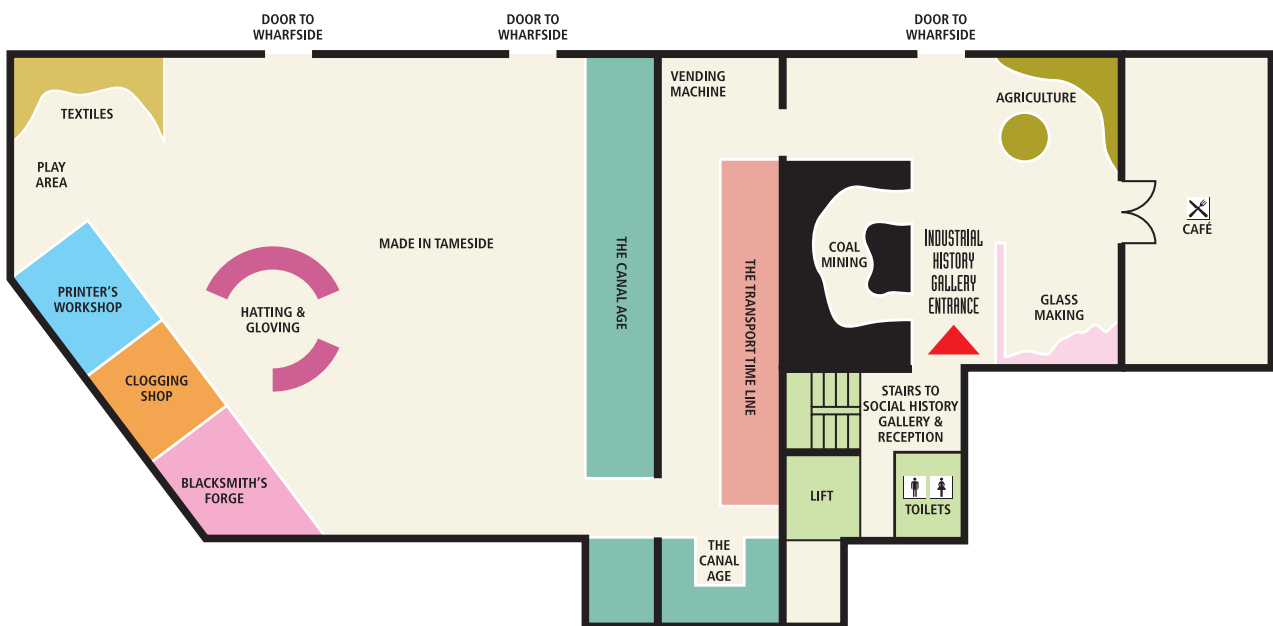 DOOR TO
WHARFSIDE
DOOR TO
WHARFSIDE
DOOR TO
WHARFSIDE
TEXTILES
PLAY
AREA
PRINTER'S
WORKSHOP
CLOGGING
SHOP
BLACKSMITH'S
FORGE
HATTING &
GLOVING
MADE IN TAMESIDE
THE CANAL AGE
VENDING
MACHINE
THE TRANSPORT TIME LINE
THE
CANAL
AGE
COAL
MINING
INDUSTRIAL
HISTORY
GALLERY
ENTRANCE
AGRICULTURE
GLASS
MAKING
CAFÉ
STAIRS TO
SOCIAL HISTORY
GALLERY &
RECEPTION
LIFT
TOILETS